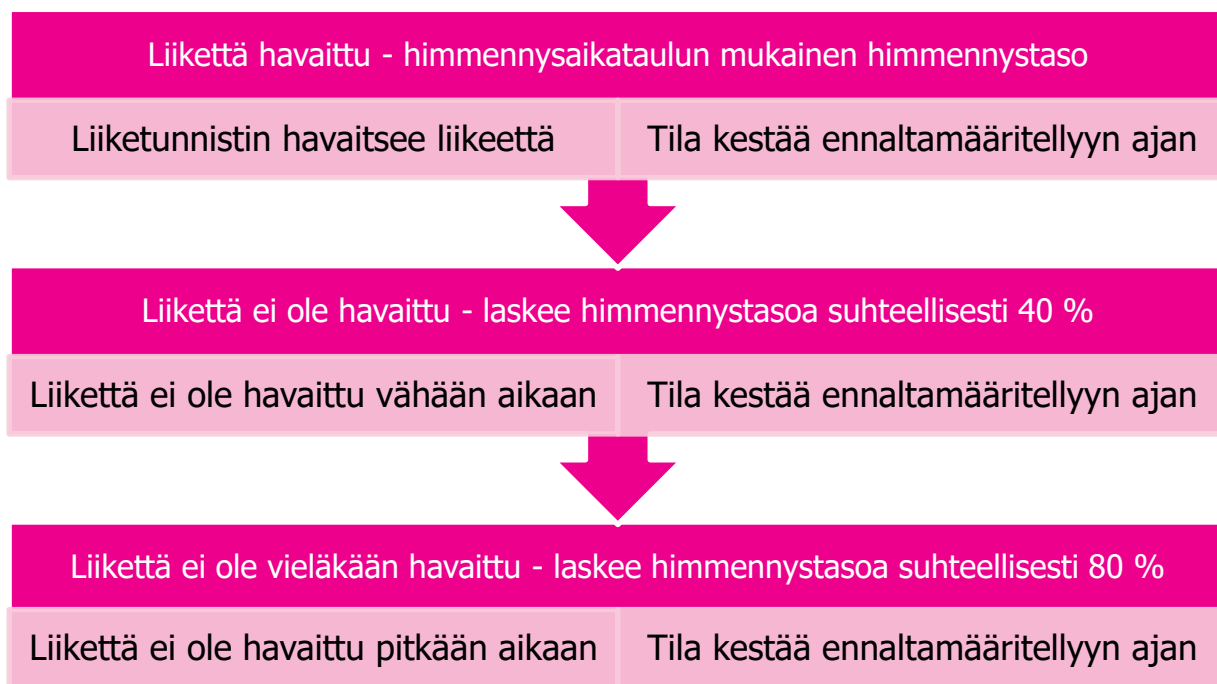 Liikettä havaittu - himmennysaikataulun mukainen himmennystaso
Liiketunnistin havaitsee liikeettä
Tila kestää ennaltamääritellyyn ajan
Liikettä ei ole havaittu - laskee himmennystasoa suhteellisesti 40 %
Liikettä ei ole havaittu vähään aikaan
Tila kestää ennaltamääritellyyn ajan
Liikettä ei ole vieläkään havaittu - laskee himmennystasoa suhteellisesti 80 %
Liikettä ei ole havaittu pitkään aikaan
Tila kestää ennaltamääritellyyn ajan